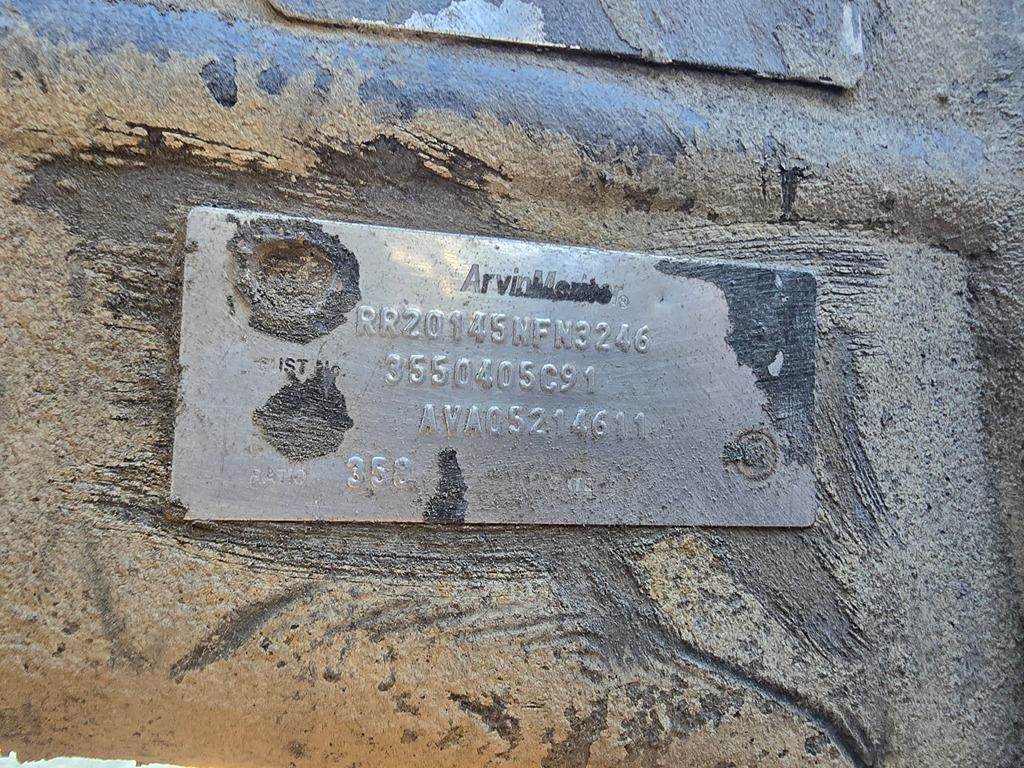 ArvinMeritor®
RR20145NFN3246
CUST No. 3550405C91
AVA05214611
RATIO 358